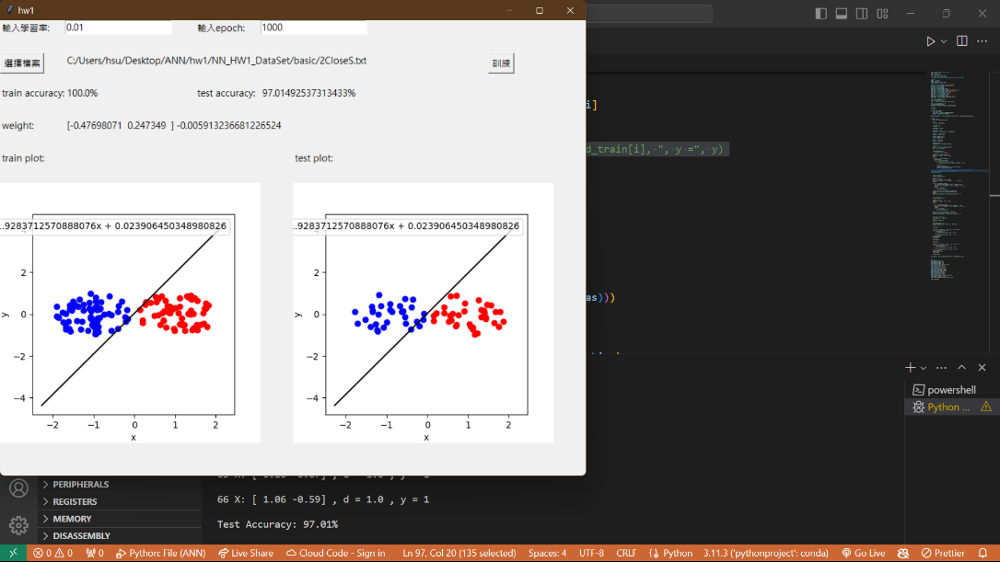 hw1
輸入學習率: 0.01 輸入epoch: 1000
選擇檔案 C:/Users/hsu/Desktop/ANN/hw1/NN_HW1_DataSet/basic/2CloseS.txt 訓練
train accuracy: 100.0% test accuracy: 97.01492537313433%
weight: [-0.47698071 0.247349 ] -0.005913236681226524
train plot: test plot:
.9283712570888076x + 0.023906450348980826
2
0
−2
−4
y
−2 −1 0 1 2
x
.9283712570888076x + 0.023906450348980826
2
0
−2
−4
y
−2 −1 0 1 2
x
i]
d_train[i], ", y =", y)
as)))
powershell
Python ...
PERIPHERALS
REGISTERS
MEMORY
DISASSEMBLY
66 X: [ 1.06 -0.59] , d = 1.0 , y = 1
Test Accuracy: 97.01%
0 0 0 Python: File (ANN) Live Share Cloud Code - Sign in Ln 97, Col 20 (135 selected) Spaces: 4 UTF-8 CRLF Python 3.11.3 ('pythonproject': conda) Go Live Prettier